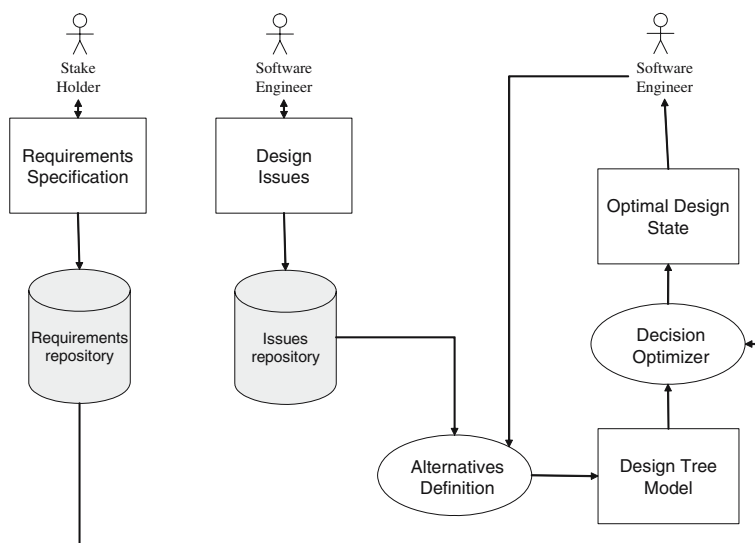 Stake
Holder
Software
Engineer
Software
Engineer
Requirements
Specification
Design
Issues
Optimal Design
State
Requirements
repository
Issues
repository
Decision
Optimizer
Alternatives
Definition
Design Tree
Model